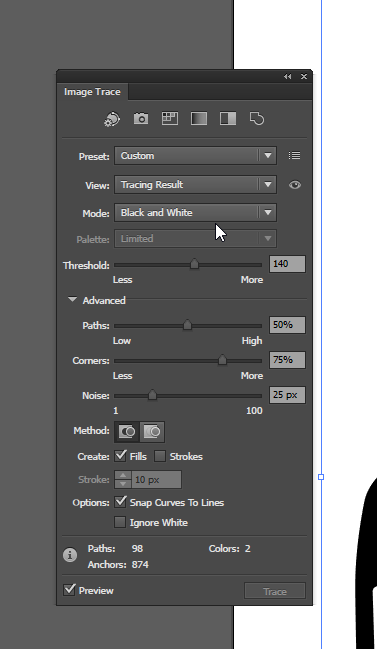 Image Trace
Preset: Custom
View: Tracing Result
Mode: Black and White
Palette: Limited
Threshold: 140
Less More
Advanced
Paths: 50%
Low High
Corners: 75%
Less More
Noise: 25 px
1 100
Method:
Create: Fills Strokes
Stroke: 10 px
Options: Snap Curves To Lines
Ignore White
Paths: 98 Colors: 2
Anchors: 874
Preview Trace